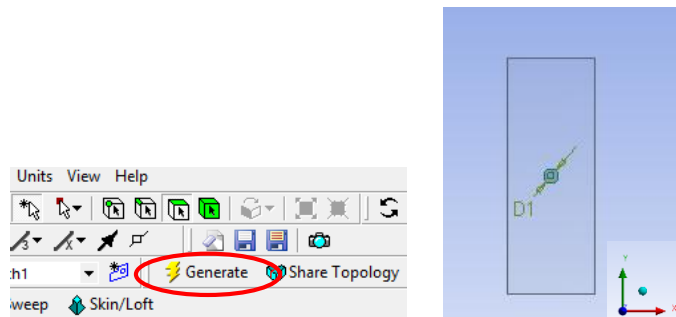 Units View Help
h1 Generate Share Topology
weep Skin/Loft
D1
Y
X